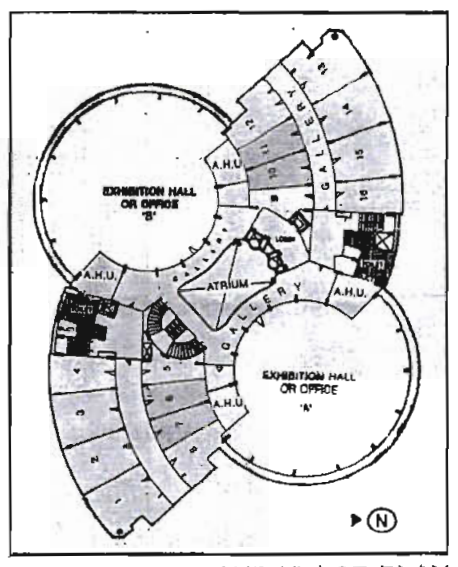 13
14
15
16
12
11
10
9
GALLERY
A.H.U.
EXHIBITION HALL
OR OFFICE
'B'
LOBBY
GALLERY
ATRIUM
GALLERY
A.H.U.
A.H.U.
EXHIBITION HALL
OR OFFICE
'A'
A.H.U.
4
3
2
1
5
6
7
8
N